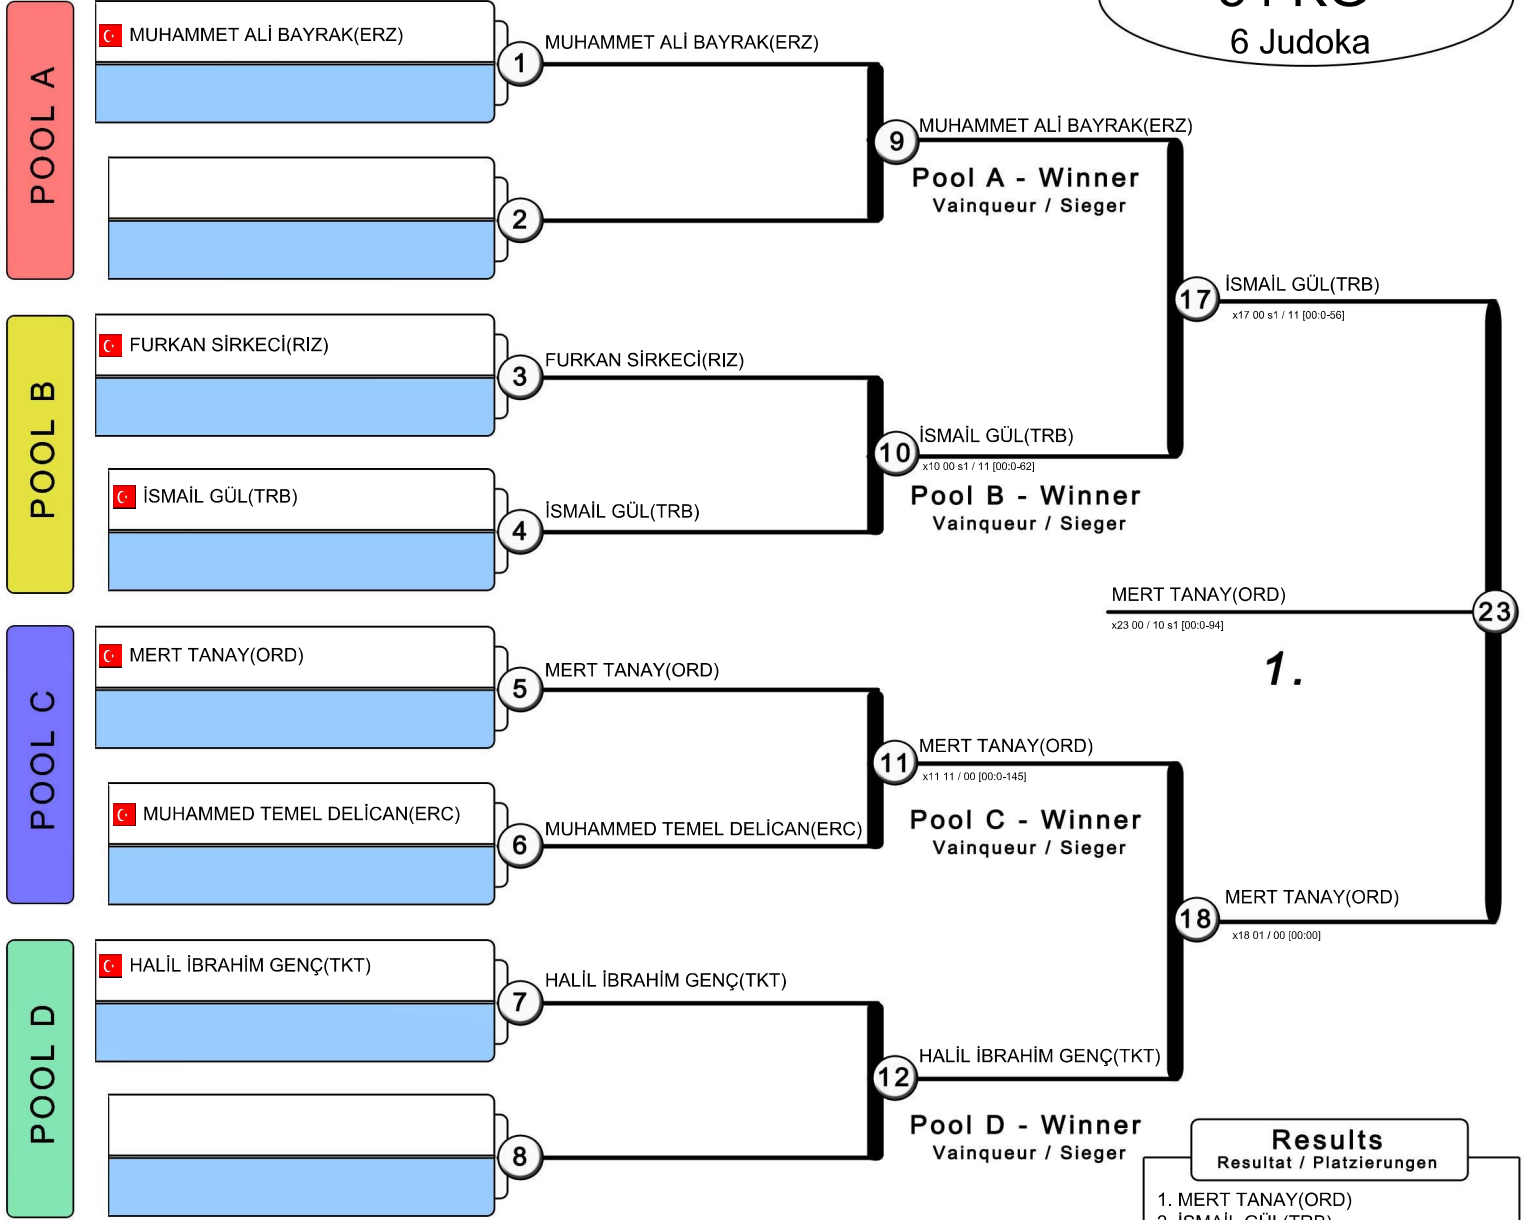 6 Judoka
POOL A
MUHAMMET ALİ BAYRAK(ERZ)
1
MUHAMMET ALİ BAYRAK(ERZ)
2
9
MUHAMMET ALİ BAYRAK(ERZ)
Pool A - Winner
Vainqueur / Sieger
POOL B
FURKAN SİRKECİ(RIZ)
3
FURKAN SİRKECİ(RIZ)
İSMAİL GÜL(TRB)
4
İSMAİL GÜL(TRB)
10
İSMAİL GÜL(TRB)
x10 00 s1 / 11 [00:0-62]
Pool B - Winner
Vainqueur / Sieger
17
İSMAİL GÜL(TRB)
x17 00 s1 / 11 [00:0-56]
POOL C
MERT TANAY(ORD)
5
MERT TANAY(ORD)
MUHAMMED TEMEL DELİCAN(ERC)
6
MUHAMMED TEMEL DELİCAN(ERC)
11
MERT TANAY(ORD)
x11 11 / 00 [00:0-145]
Pool C - Winner
Vainqueur / Sieger
POOL D
HALİL İBRAHİM GENÇ(TKT)
7
HALİL İBRAHİM GENÇ(TKT)
8
12
HALİL İBRAHİM GENÇ(TKT)
Pool D - Winner
Vainqueur / Sieger
18
MERT TANAY(ORD)
x18 01 / 00 [00:00]
23
MERT TANAY(ORD)
x23 00 / 10 s1 [00:0-94]
1.
Results
Resultat / Platzierungen
1. MERT TANAY(ORD)
2. İSMAİL GÜL(TRB)